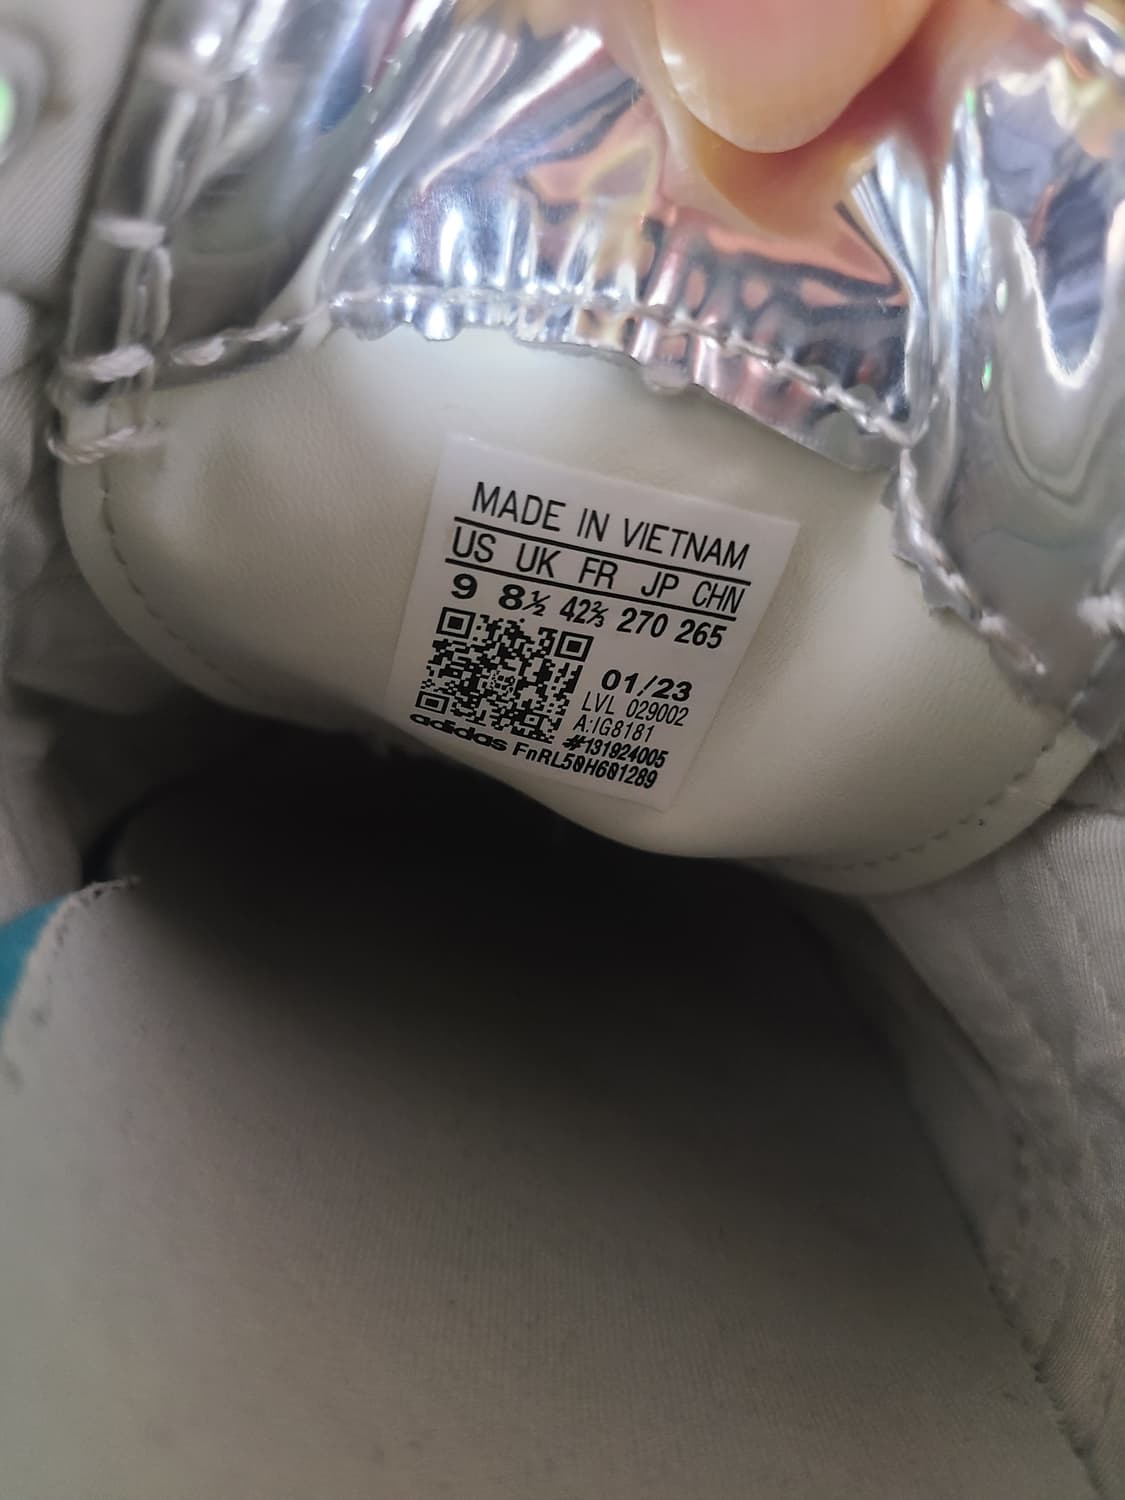 MADE IN VIETNAM
US UK FR JP CHN
9 8½ 42⅔ 270 265
01/23
LVL 029002
A:IG8181
#131924005
adidas FnRL50H601289